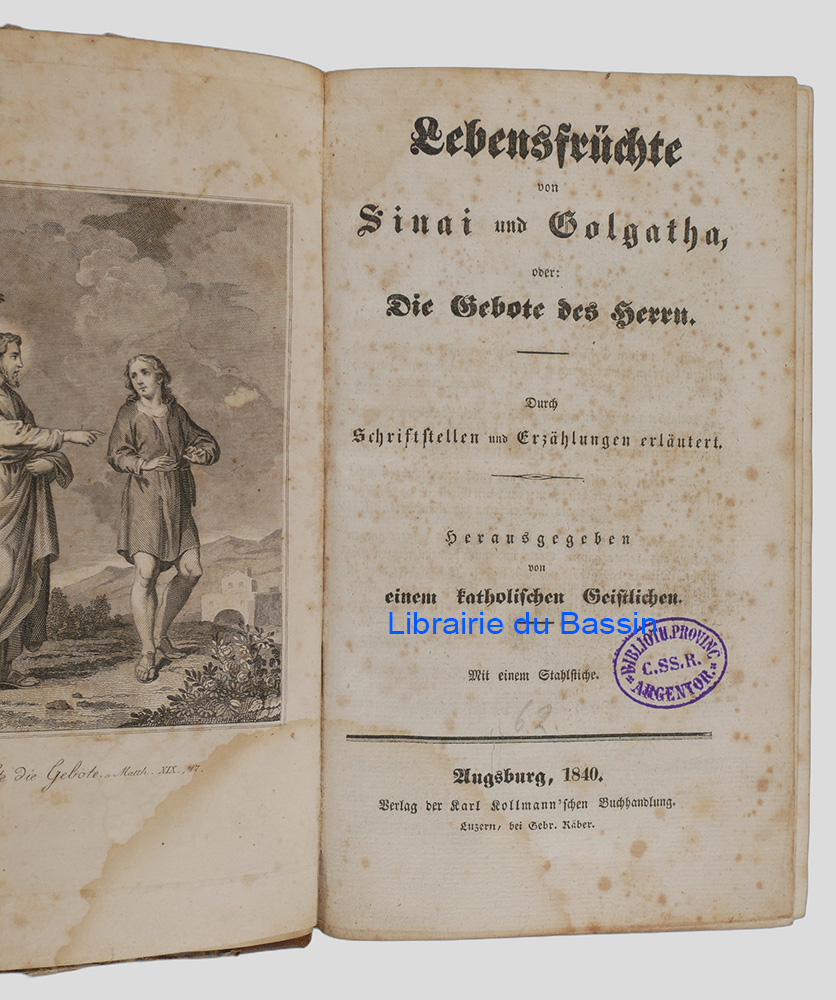 die Gebote. Matth. XIX., 17.
Lebensfrüchte
von
Sinai und Golgatha,
oder:
Die Gebote des Herrn.
Durch
Schriftstellen und Erzählungen erläutert.
Herausgegeben
von
einem katholischen Geistlichen.
Librairie du Bassin
BIBLIOTH. PROVINC
C.SS.R.
ARGENTOR.
Mit einem Stahlstiche.
62
Augsburg, 1840.
Verlag der Karl Kollmann'schen Buchhandlung.
Luzern, bei Gebr. Räber.